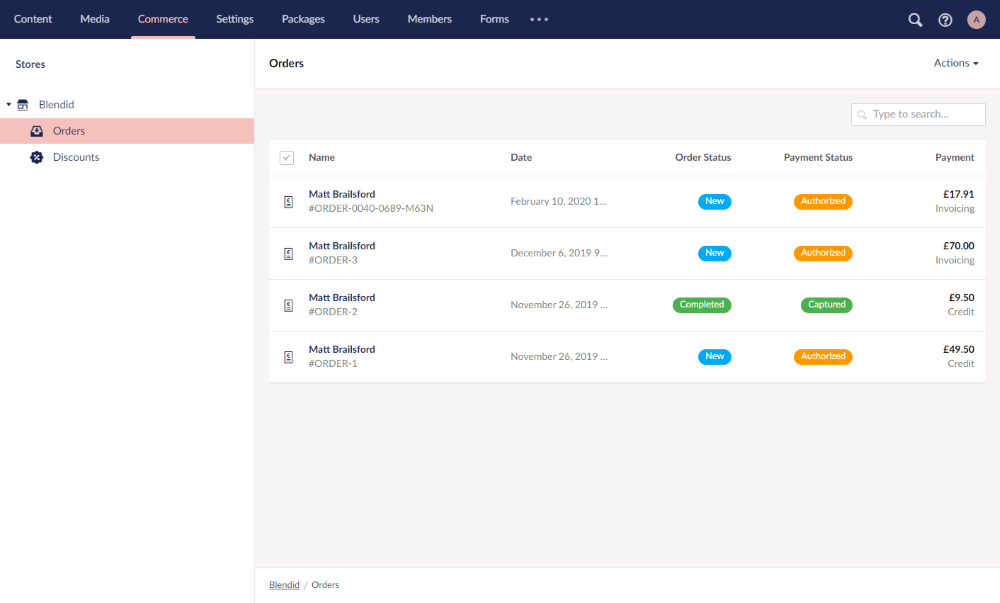 Content Media Commerce Settings Packages Users Members Forms
A
Stores
Orders
Actions
Blendid
Orders
Discounts
Type to search...
Name Date Order Status Payment Status Payment
Matt Brailsford February 10, 2020 1... New Authorized £17.91
#ORDER-0040-0689-M63N Invoicing
Matt Brailsford December 6, 2019 9... New Authorized £70.00
#ORDER-3 Invoicing
Matt Brailsford November 26, 2019 ... Completed Captured £9.50
#ORDER-2 Credit
Matt Brailsford November 26, 2019 ... New Authorized £49.50
#ORDER-1 Credit
Blendid / Orders